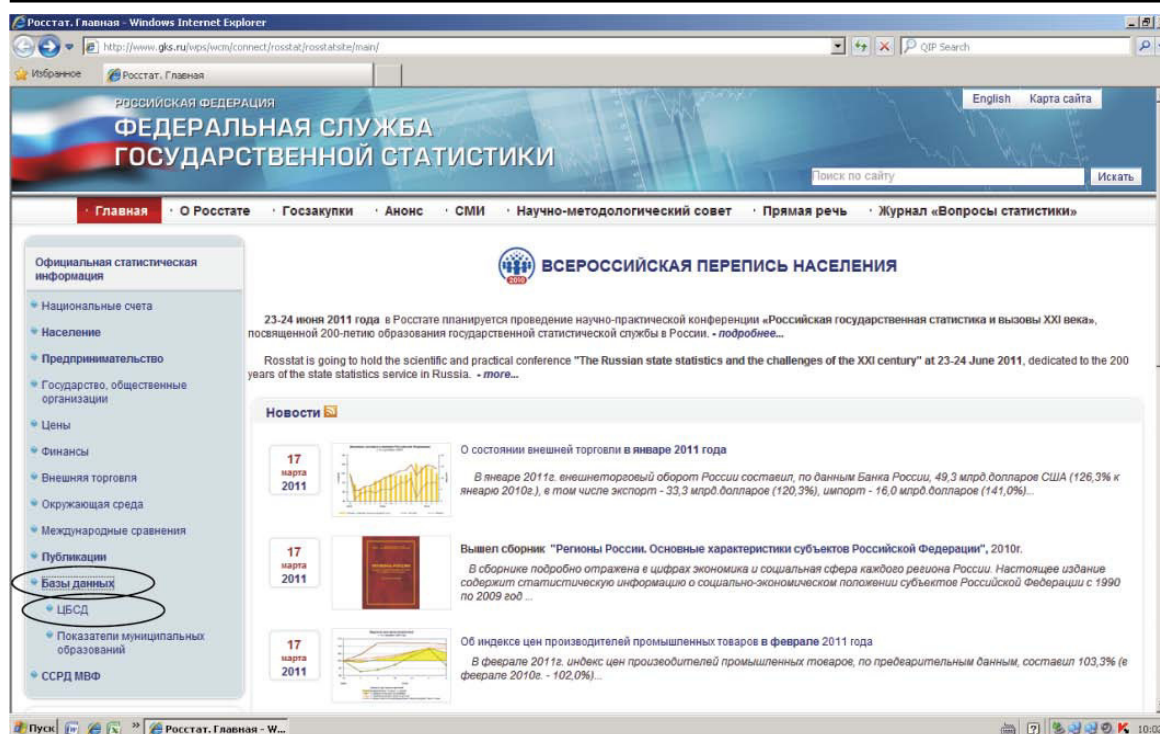 Росстат. Главная - Windows Internet Explorer
http://www.gks.ru/wps/wcm/connect/rosstat/rosstatsite/main/
QIP Search
Избранное
Росстат. Главная
РОССИЙСКАЯ ФЕДЕРАЦИЯ
ФЕДЕРАЛЬНАЯ СЛУЖБА
ГОСУДАРСТВЕННОЙ СТАТИСТИКИ
English Карта сайта
Поиск по сайту Искать
· Главная · О Росстате · Госзакупки · Анонс · СМИ · Научно-методологический совет · Прямая речь · Журнал «Вопросы статистики»
Официальная статистическая
информация
Национальные счета
Население
Предпринимательство
Государство, общественные
организации
Цены
Финансы
Внешняя торговля
Окружающая среда
Международные сравнения
Публикации
Базы данных
ЦБСД
Показатели муниципальных
образований
ССРД МВФ
2010
ВСЕРОССИЙСКАЯ ПЕРЕПИСЬ НАСЕЛЕНИЯ
23-24 июня 2011 года в Росстате планируется проведение научно-практической конференции «Российская государственная статистика и вызовы XXI века»,
посвященной 200-летию образования государственной статистической службы в России. - подробнее...
Rosstat is going to hold the scientific and practical conference "The Russian state statistics and the challenges of the XXI century" at 23-24 June 2011, dedicated to the 200
years of the state statistics service in Russia. - more...
Новости
17
марта
2011
О состоянии внешней торговли в январе 2011 года
В январе 2011г. внешнеторговый оборот России составил, по данным Банка России, 49,3 млрд.долларов США (126,3% к
январю 2010г.), в том числе экспорт - 33,3 млрд.долларов (120,3%), импорт - 16,0 млрд.долларов (141,0%)...
17
марта
2011
Вышел сборник "Регионы России. Основные характеристики субъектов Российской Федерации", 2010г.
В сборнике подробно отражена в цифрах экономика и социальная сфера каждого региона России. Настоящее издание
содержит статистическую информацию о социально-экономическом положении субъектов Российской Федерации с 1990
по 2009 год ...
17
марта
2011
Об индексе цен производителей промышленных товаров в феврале 2011 года
В феврале 2011г. индекс цен производителей промышленных товаров, по предварительным данным, составил 103,3% (в
феврале 2010г. - 102,0%)...
Пуск
Росстат. Главная - W...
10:02